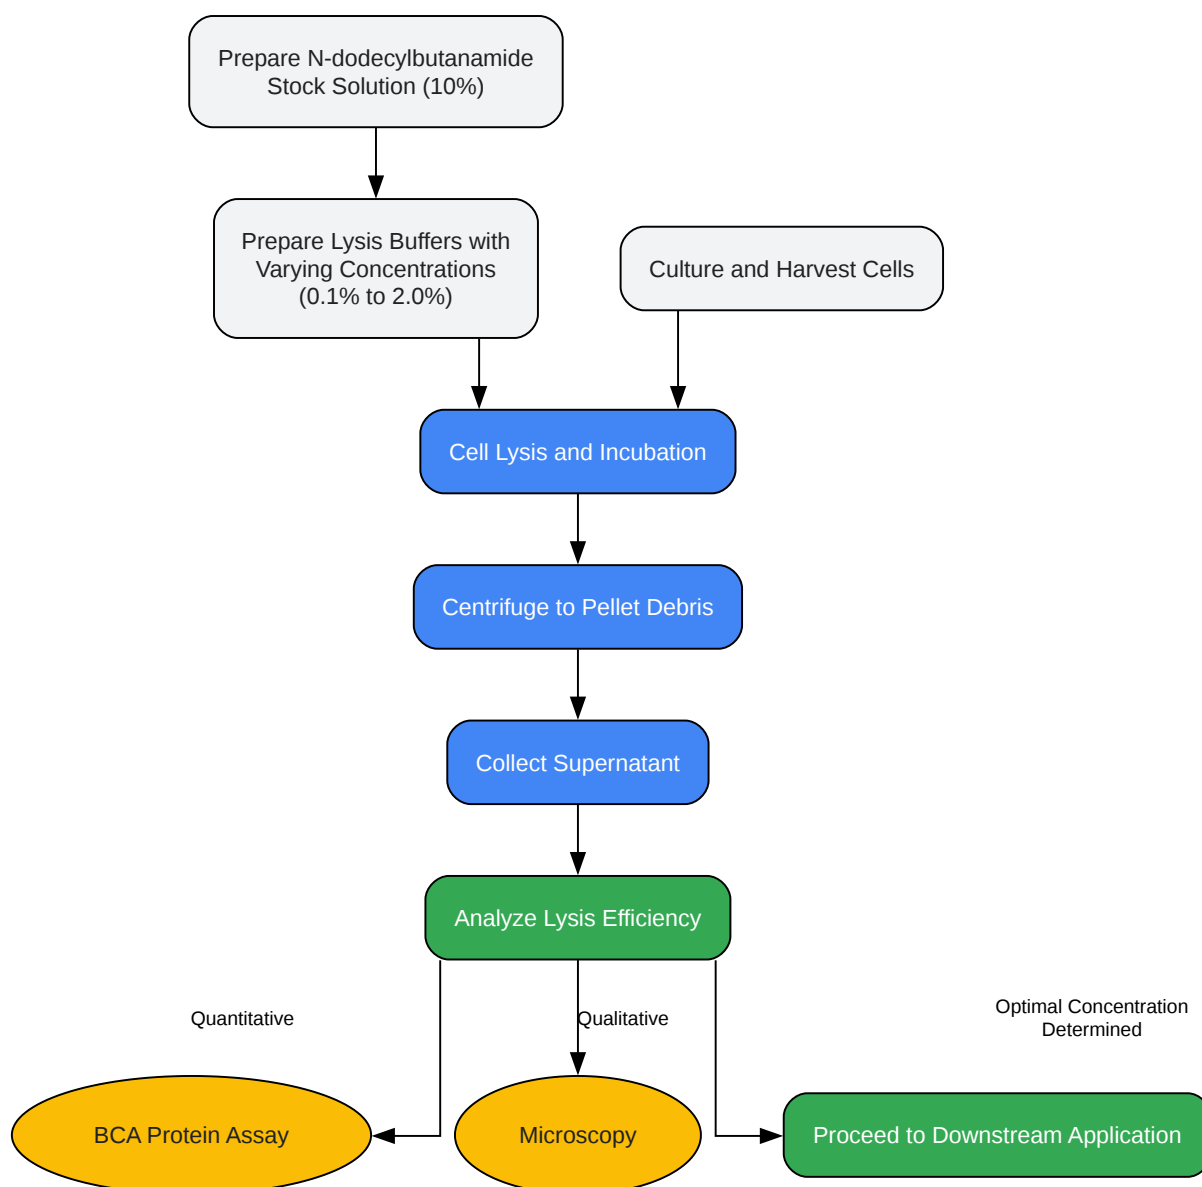 Prepare N-dodecylbutanamide
Stock Solution (10%)
Prepare Lysis Buffers with
Varying Concentrations
(0.1% to 2.0%)
Culture and Harvest Cells
Cell Lysis and Incubation
Centrifuge to Pellet Debris
Collect Supernatant
Analyze Lysis Efficiency
Quantitative
Qualitative
Optimal Concentration
Determined
BCA Protein Assay
Microscopy
Proceed to Downstream Application